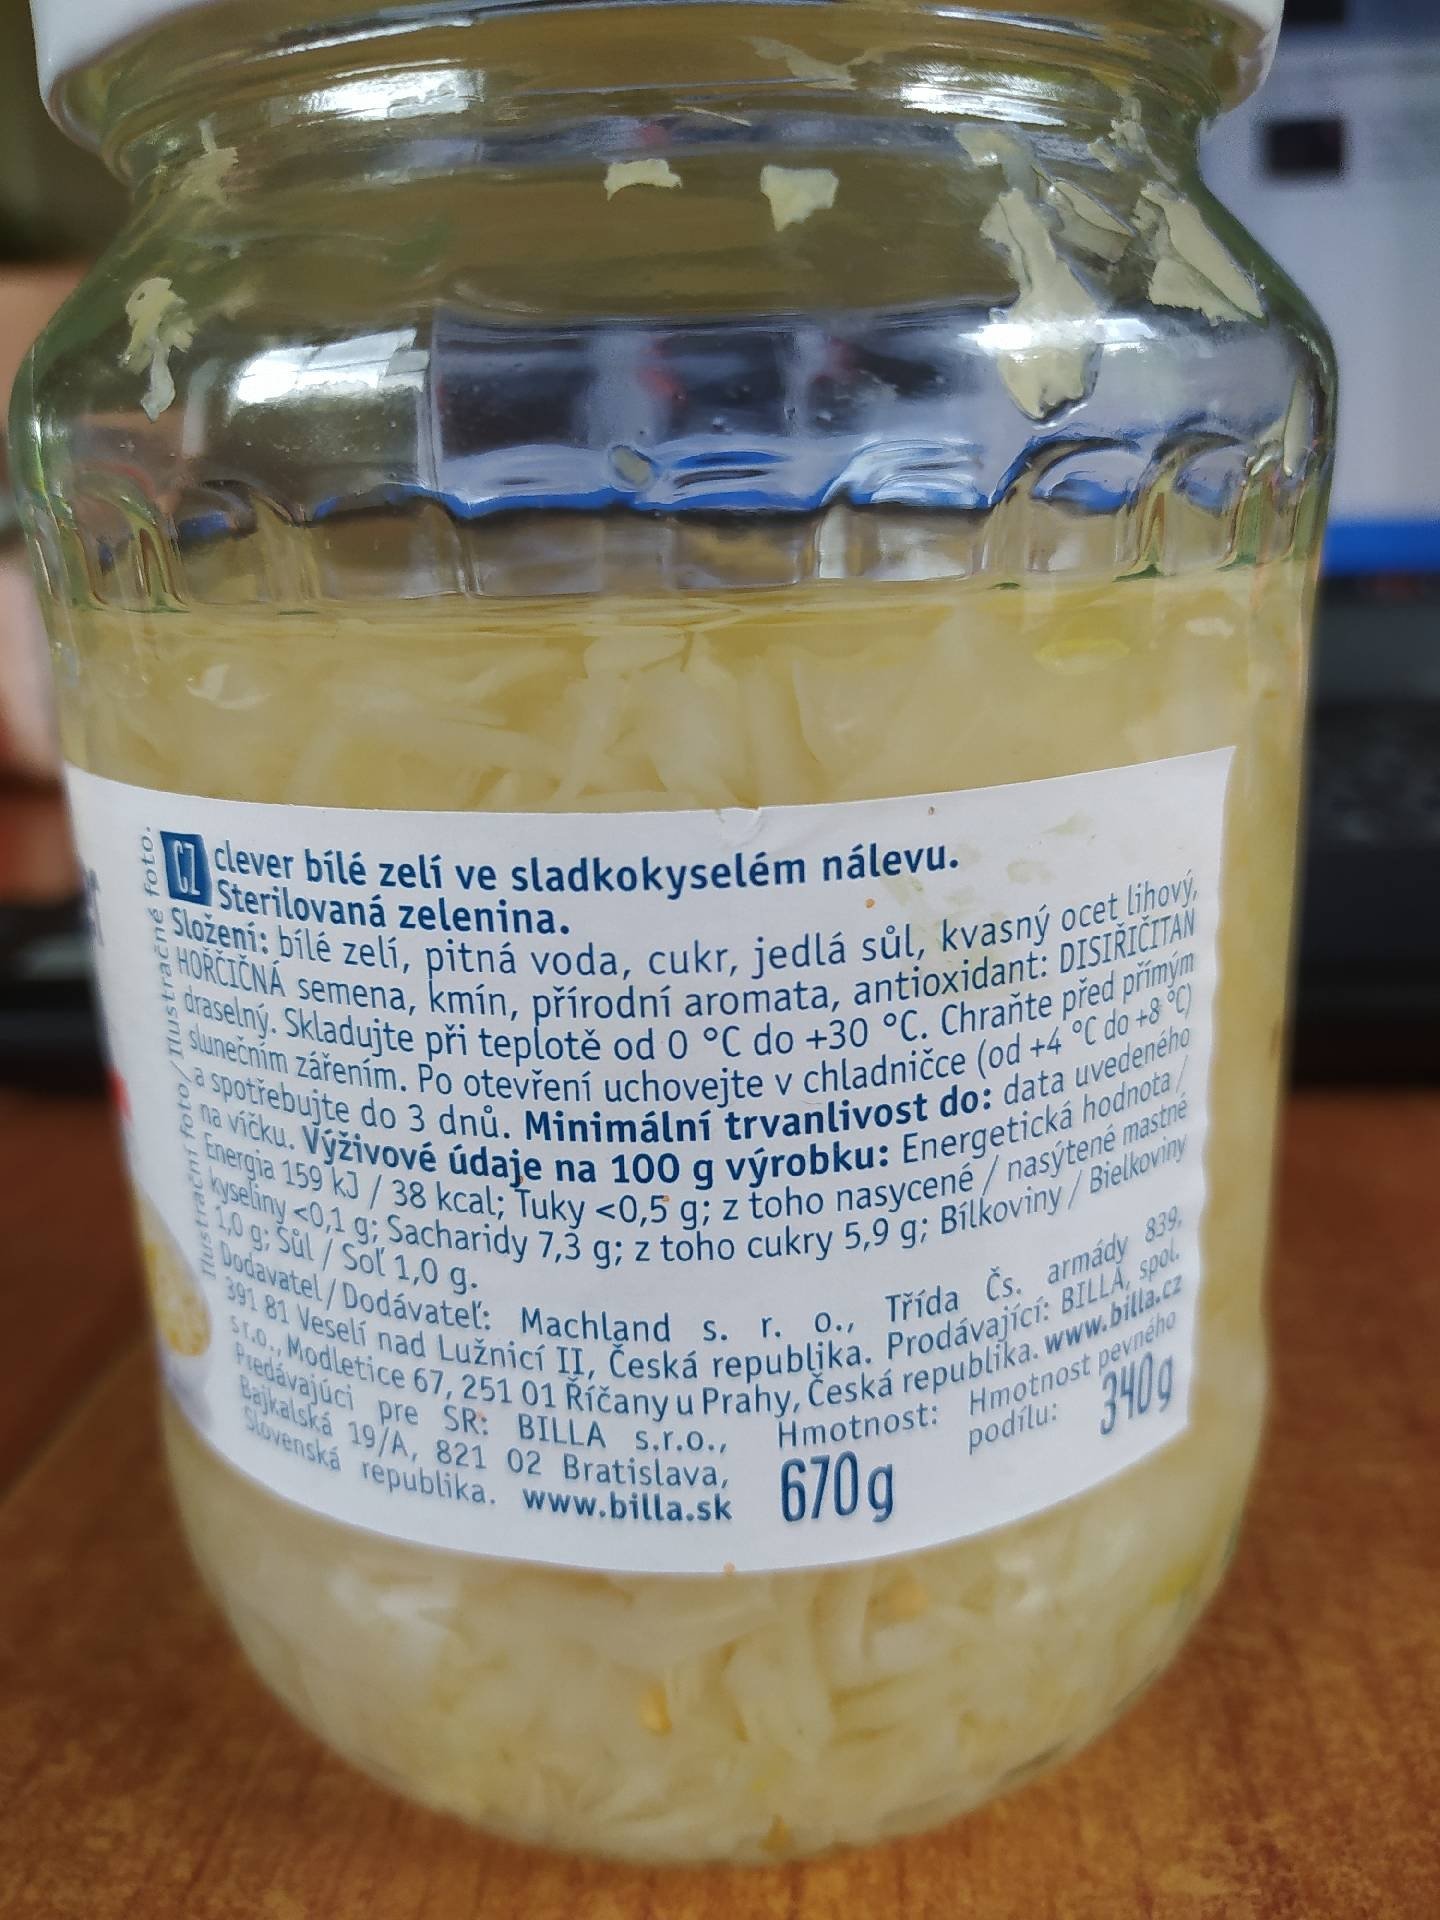 CZ clever bílé zelí ve sladkokyselém nálevu.
Sterilovaná zelenina.
Složení: bílé zelí, pitná voda, cukr, jedlá sůl, kvasný ocet lihový,
HOŘČIČNÁ semena, kmín, přírodní aromata, antioxidant: DISIŘIČITAN
draselný. Skladujte při teplotě od 0 °C do +30 °C. Chraňte před přímým
slunečním zářením. Po otevření uchovejte v chladničce (od +4 °C do +8 °C)
a spotřebujte do 3 dnů. Minimální trvanlivost do: data uvedeného
na víčku. Výživové údaje na 100 g výrobku: Energetická hodnota /
Energia 159 kJ / 38 kcal; Tuky <0,5 g; z toho nasycené / nasýtené mastné
kyseliny <0,1 g; Sacharidy 7,3 g; z toho cukry 5,9 g; Bílkoviny / Bielkoviny
1,0 g; Sůl / Soľ 1,0 g.
Dodavatel / Dodávateľ: Machland s. r. o., Třída Čs. armády 839,
391 81 Veselí nad Lužnicí II, Česká republika. Prodávající: BILLA, spol.
s r.o., Modletice 67, 251 01 Říčany u Prahy, Česká republika. www.billa.cz
Predávajúci pre SR: BILLA s.r.o.,
Bajkalská 19/A, 821 02 Bratislava,
Slovenská republika. www.billa.sk
Hmotnost:
670 g
Hmotnost pevného
podílu:
340 g
Ilustrační foto / Ilustračné foto.